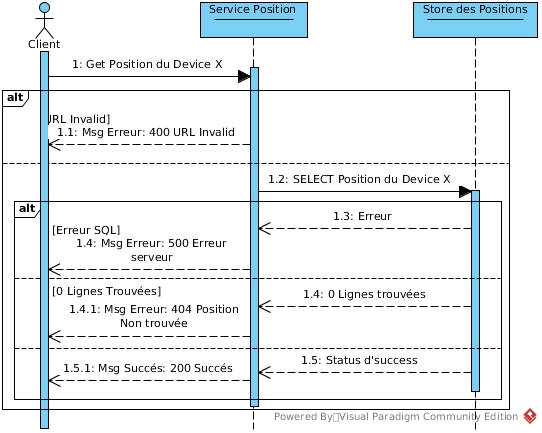 Service Position
Store des Positions
Client
1: Get Position du Device X
alt
URL Invalid]
1.1: Msg Erreur: 400 URL Invalid
1.2: SELECT Position du Device X
alt
1.3: Erreur
[Erreur SQL]
1.4: Msg Erreur: 500 Erreur
serveur
[0 Lignes Trouvées]
1.4: 0 Lignes trouvées
1.4.1: Msg Erreur: 404 Position
Non trouvée
1.5: Status d'success
1.5.1: Msg Succés: 200 Succés
Powered By Visual Paradigm Community Edition